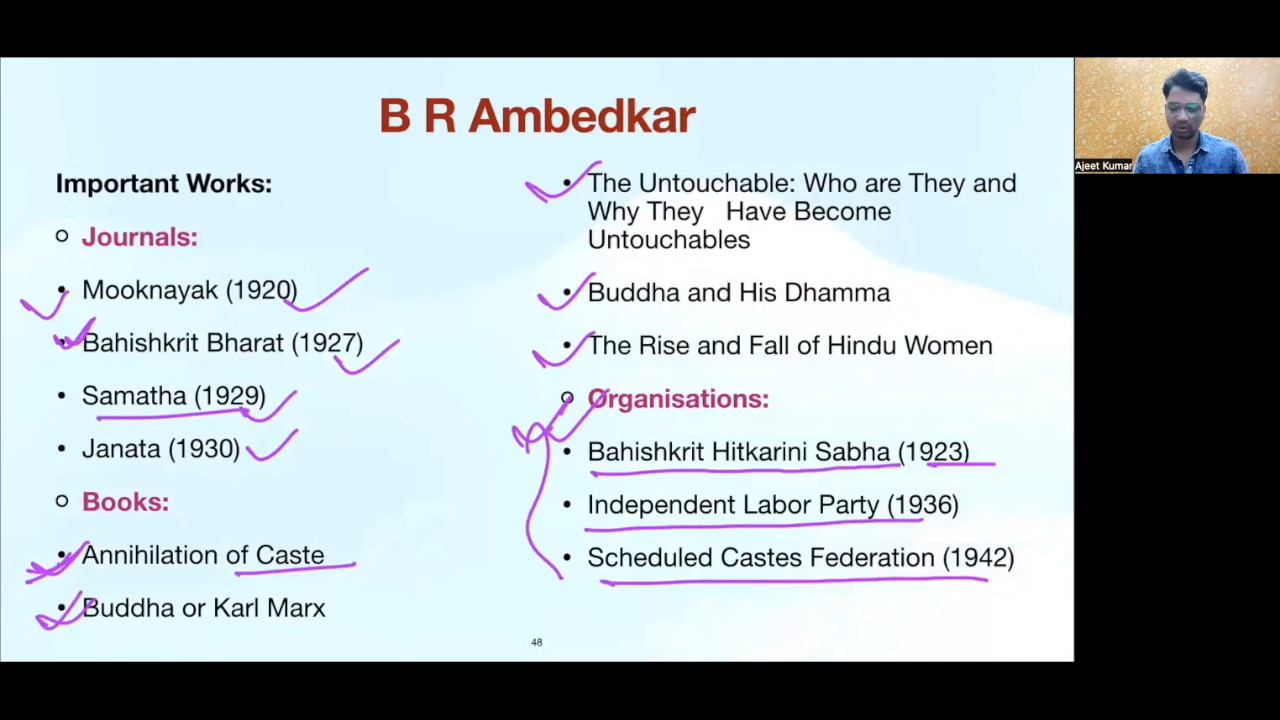 B R Ambedkar
Important Works:
Journals:
Mooknayak (1920)
Bahishkrit Bharat (1927)
Samatha (1929)
Janata (1930)
Books:
Annihilation of Caste
Buddha or Karl Marx
The Untouchable: Who are They and
Why They Have Become
Untouchables
Buddha and His Dhamma
The Rise and Fall of Hindu Women
Organisations:
Bahishkrit Hitkarini Sabha (1923)
Independent Labor Party (1936)
Scheduled Castes Federation (1942)
48
Ajeet Kumar